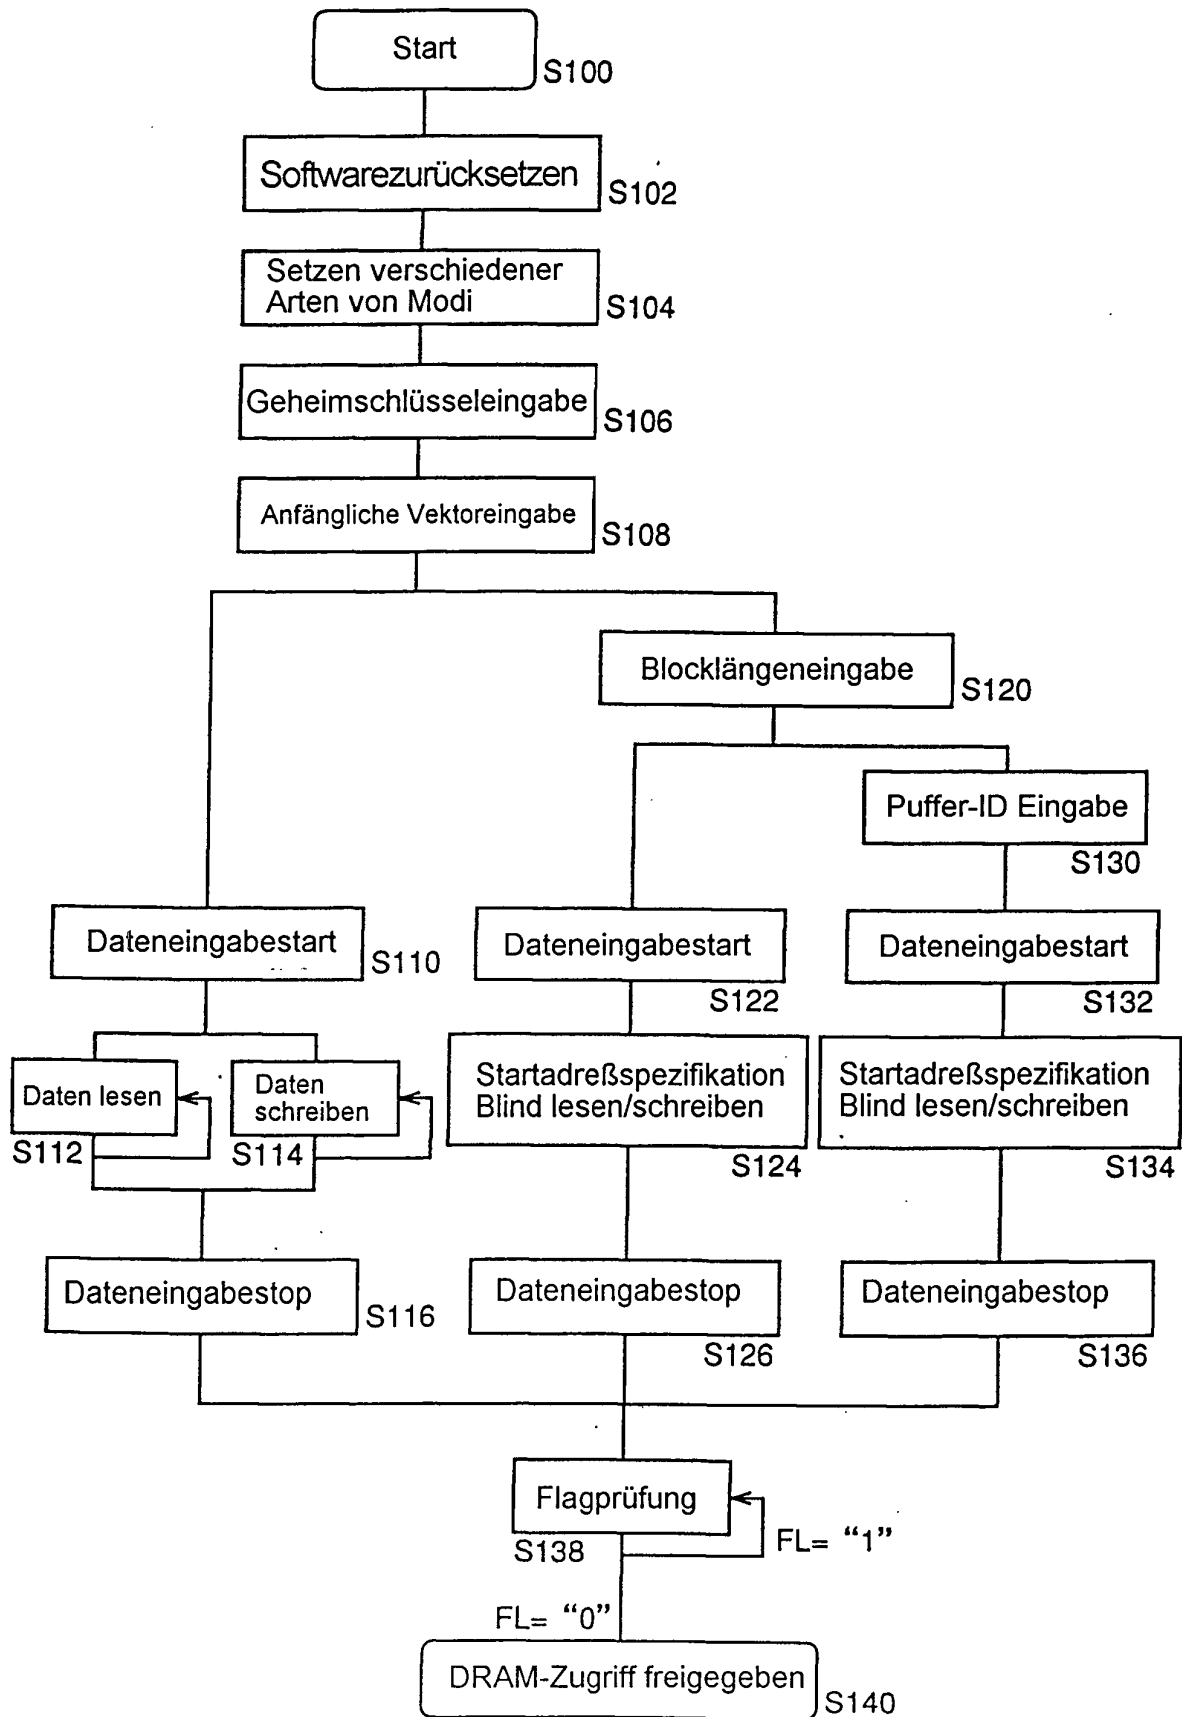 Start
S100
Softwarezurücksetzen
S102
Setzen verschiedener
Arten von Modi
S104
Geheimschlüsseleingabe
S106
Anfängliche Vektoreingabe
S108
Blocklängeneingabe
S120
Puffer-ID Eingabe
S130
Dateneingabestart
S110
Dateneingabestart
S122
Dateneingabestart
S132
Daten lesen
S112
Daten
schreiben
S114
Startadreßspezifikation
Blind lesen/schreiben
S124
Startadreßspezifikation
Blind lesen/schreiben
S134
Dateneingabestop
S116
Dateneingabestop
S126
Dateneingabestop
S136
Flagprüfung
S138
FL= “1”
FL= “0”
DRAM-Zugriff freigegeben
S140